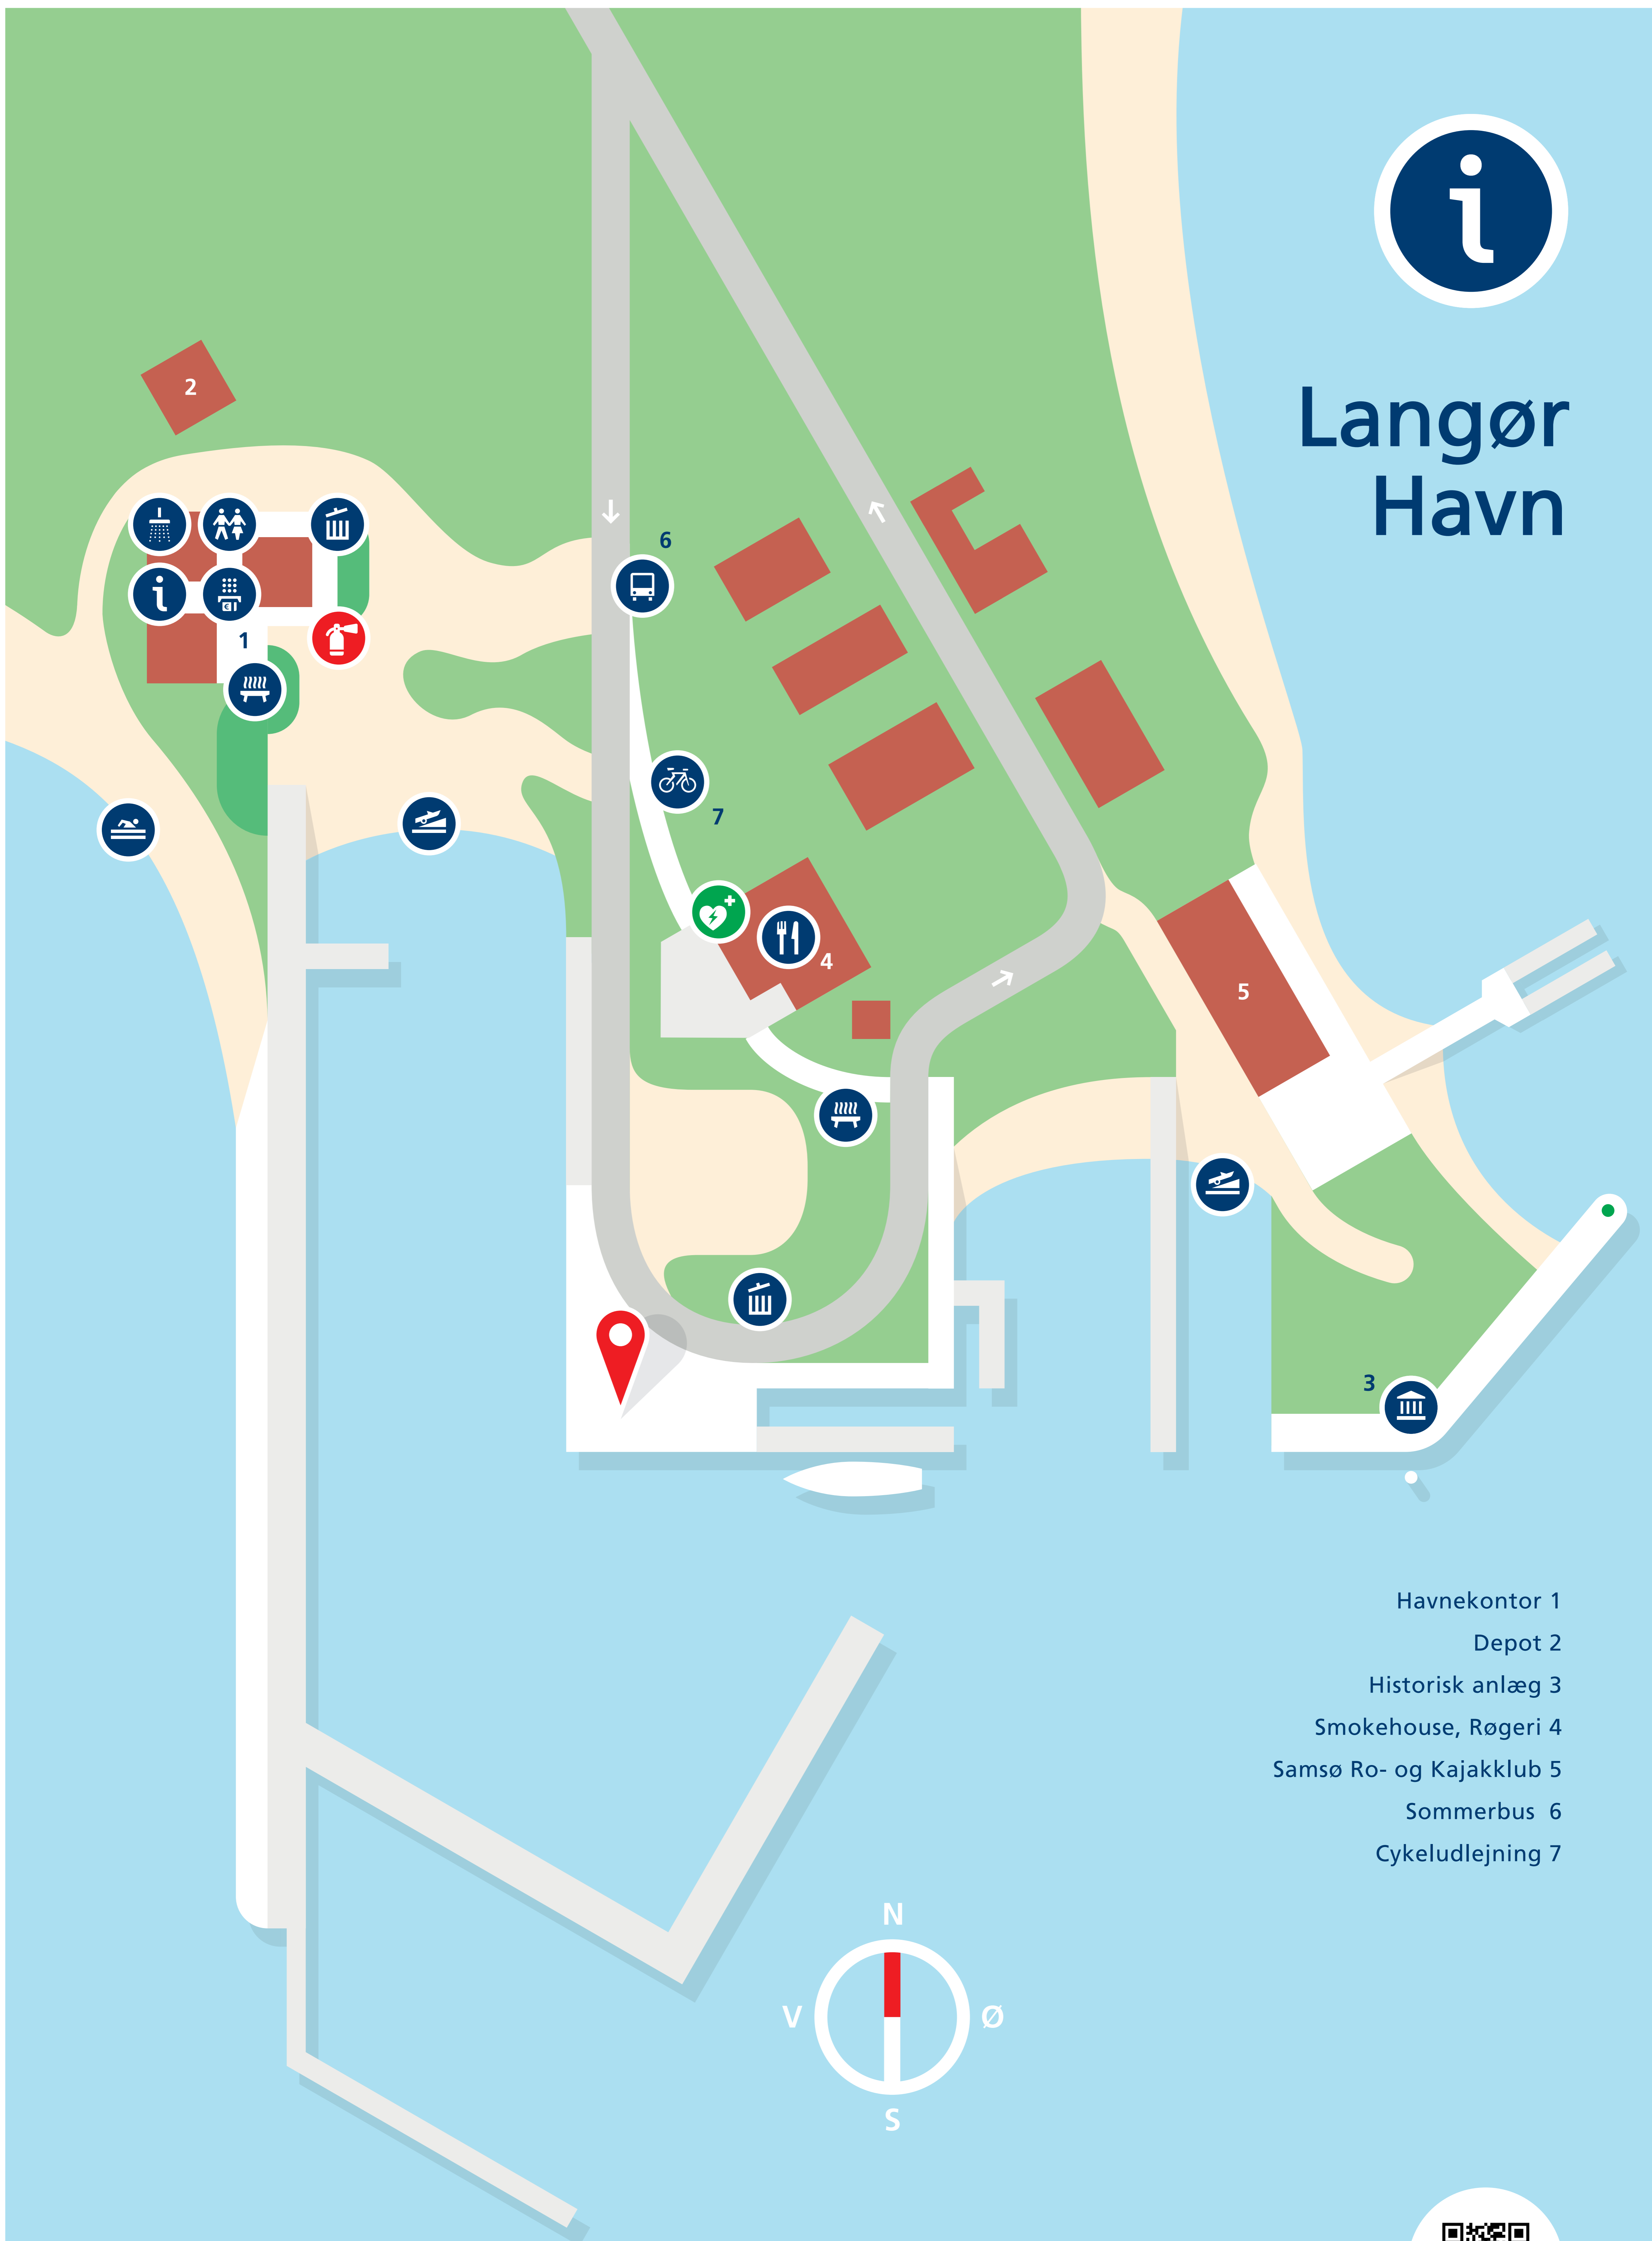 Langør
Havn
2
6
1
7
4
5
3
Havnekontor 1
Depot 2
Historisk anlæg 3
Smokehouse, Røgeri 4
Samsø Ro- og Kajakklub 5
Sommerbus 6
Cykeludlejning 7
N
V
Ø
S